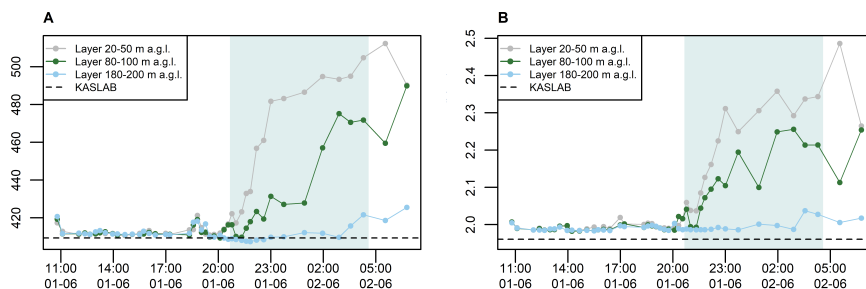 A
Layer 20-50 m a.g.l.
Layer 80-100 m a.g.l.
Layer 180-200 m a.g.l.
KASLAB
500
480
460
440
420
11:00 14:00 17:00 20:00 23:00 02:00 05:00
01-06 01-06 01-06 01-06 01-06 02-06 02-06
B
Layer 20-50 m a.g.l.
Layer 80-100 m a.g.l.
Layer 180-200 m a.g.l.
KASLAB
2.5
2.4
2.3
2.2
2.1
2.0
11:00 14:00 17:00 20:00 23:00 02:00 05:00
01-06 01-06 01-06 01-06 01-06 02-06 02-06